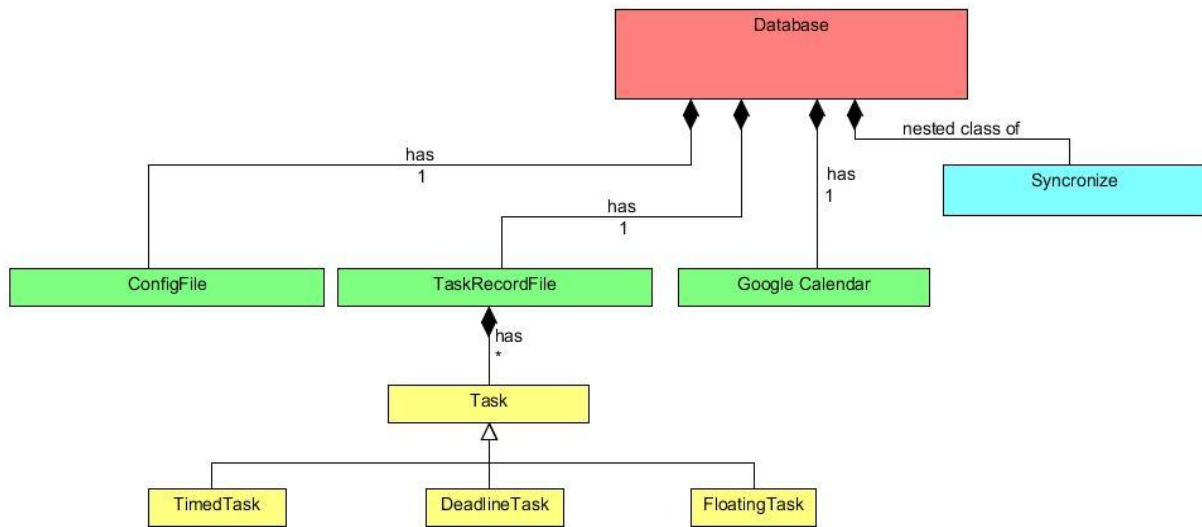 Database
nested class of
has
1
Syncronize
has
1
has
1
ConfigFile
TaskRecordFile
Google Calendar
has
*
Task
TimedTask
DeadlineTask
FloatingTask